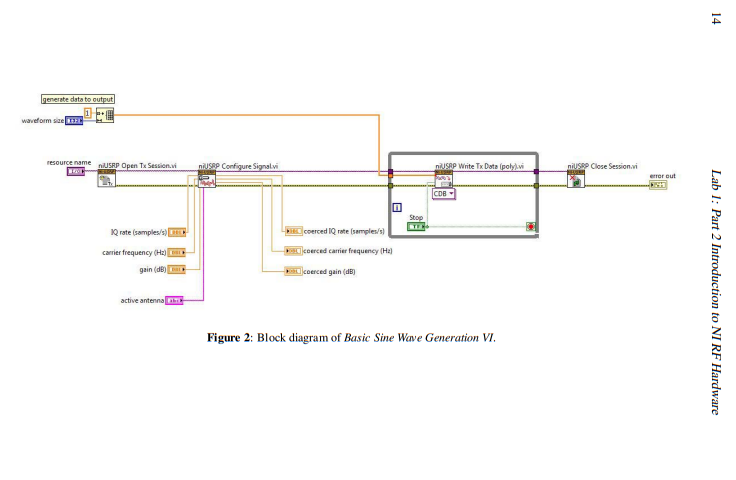 14
Lab 1: Part 2 Introduction to NI RF Hardware
generate data to output
1
waveform size
resource name
niUSRP Open Tx Session.vi
niUSRP Configure Signal.vi
niUSRP Write Tx Data (poly).vi
niUSRP Close Session.vi
error out
CDB
i
Stop
TF
IQ rate (samples/s)
coerced IQ rate (samples/s)
carrier frequency (Hz)
coerced carrier frequency (Hz)
gain (dB)
coerced gain (dB)
active antenna
Figure 2: Block diagram of Basic Sine Wave Generation VI.